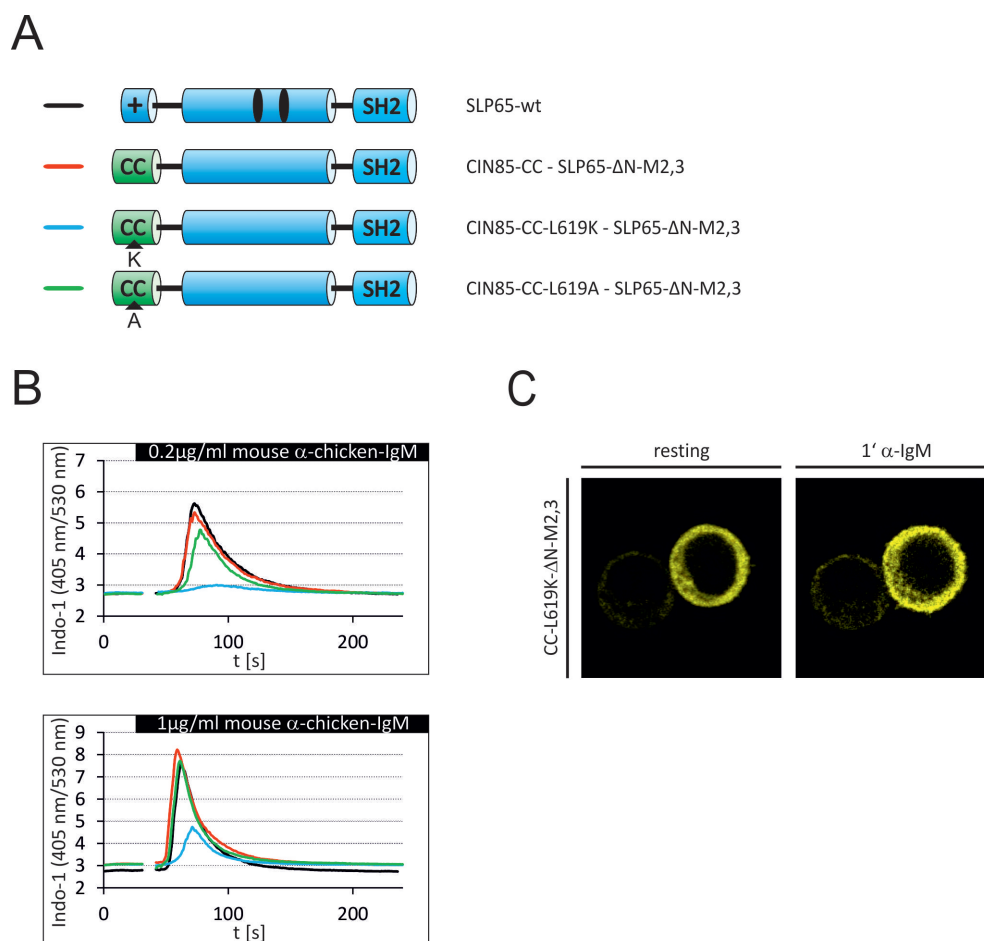 A
+
SH2
SLP65-wt
CC
SH2
CIN85-CC - SLP65-ΔN-M2,3
CC
SH2
CIN85-CC-L619K - SLP65-ΔN-M2,3
K
CC
SH2
CIN85-CC-L619A - SLP65-ΔN-M2,3
A
B
0.2µg/ml mouse α-chicken-IgM
Indo-1 (405 nm/530 nm)
7
6
5
4
3
2
0 100 200
t [s]
1µg/ml mouse α-chicken-IgM
Indo-1 (405 nm/530 nm)
9
8
7
6
5
4
3
2
0 100 200
t [s]
C
resting
1‘ α-IgM
CC-L619K-ΔN-M2,3